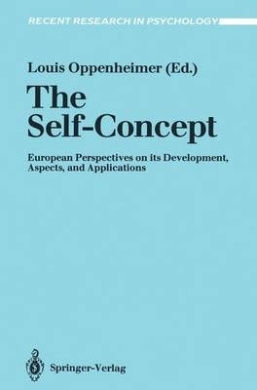 RECENT RESEARCH IN PSYCHOLOGY
Louis Oppenheimer (Ed.)
The
Self-Concept
European Perspectives on its Development,
Aspects, and Applications
Springer-Verlag